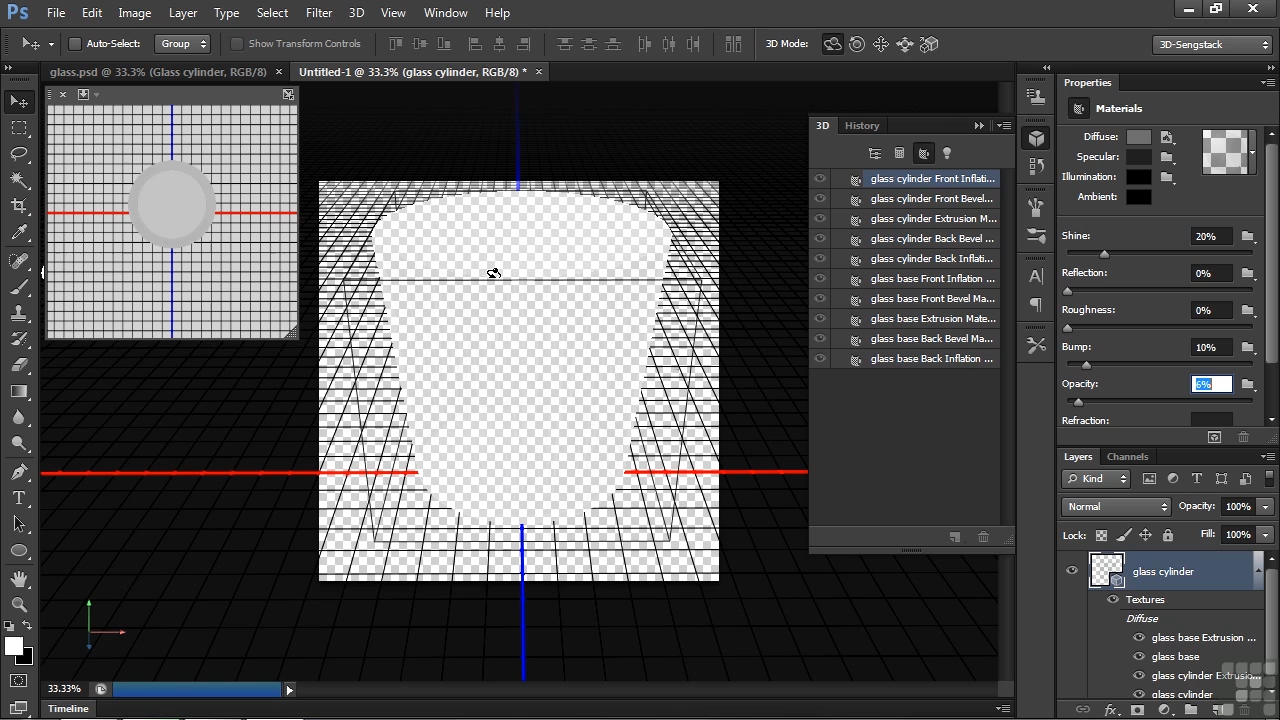 Ps File Edit Image Layer Type Select Filter 3D View Window Help
Auto-Select: Group Show Transform Controls 3D Mode: 3D-Sengstack
glass.psd @ 33.3% (Glass cylinder, RGB/8) × Untitled-1 @ 33.3% (glass cylinder, RGB/8) * ×
3D History
glass cylinder Front Inflati...
glass cylinder Front Bevel...
glass cylinder Extrusion M...
glass cylinder Back Bevel ...
glass cylinder Back Inflati...
glass base Front Inflation ...
glass base Front Bevel Ma...
glass base Extrusion Mate...
glass base Back Bevel Ma...
glass base Back Inflation ...
Properties
Materials
Diffuse:
Specular:
Illumination:
Ambient:
Shine: 20%
Reflection: 0%
Roughness: 0%
Bump: 10%
Opacity: 6%
Refraction:
Layers Channels
Kind
Normal Opacity: 100%
Lock: Fill: 100%
glass cylinder
Textures
Diffuse
glass base Extrusion ...
glass base
glass cylinder Extrusio...
glass cylinder
33.33%
Timeline